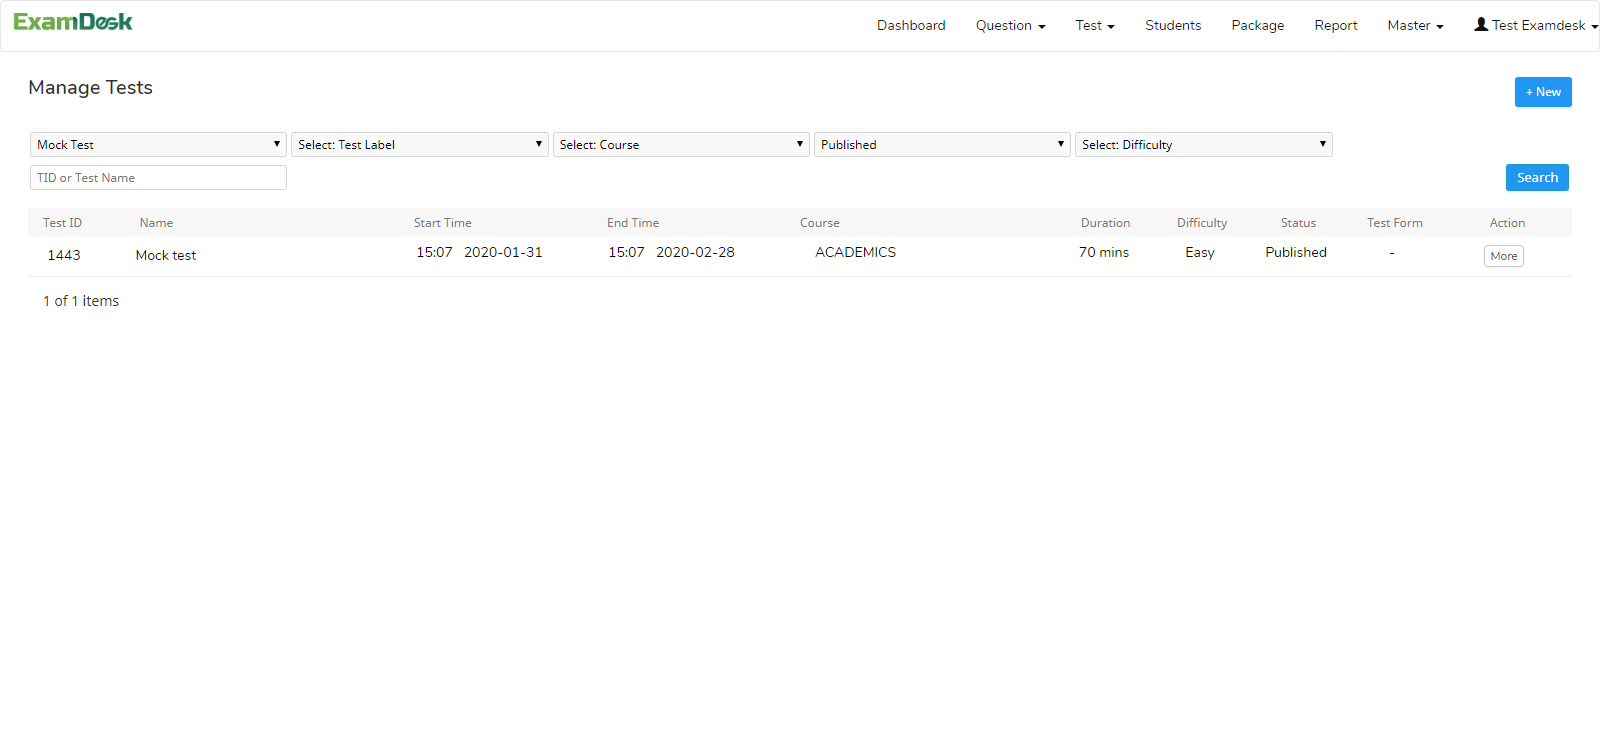 ExamDesk Dashboard Question Test Students Package Report Master Test Examdesk
Manage Tests
+ New
Mock Test Select: Test Label Select: Course Published Select: Difficulty
TID or Test Name Search
Test ID Name Start Time End Time Course Duration Difficulty Status Test Form Action
1443 Mock test 15:07 2020-01-31 15:07 2020-02-28 ACADEMICS 70 mins Easy Published - More
1 of 1 items